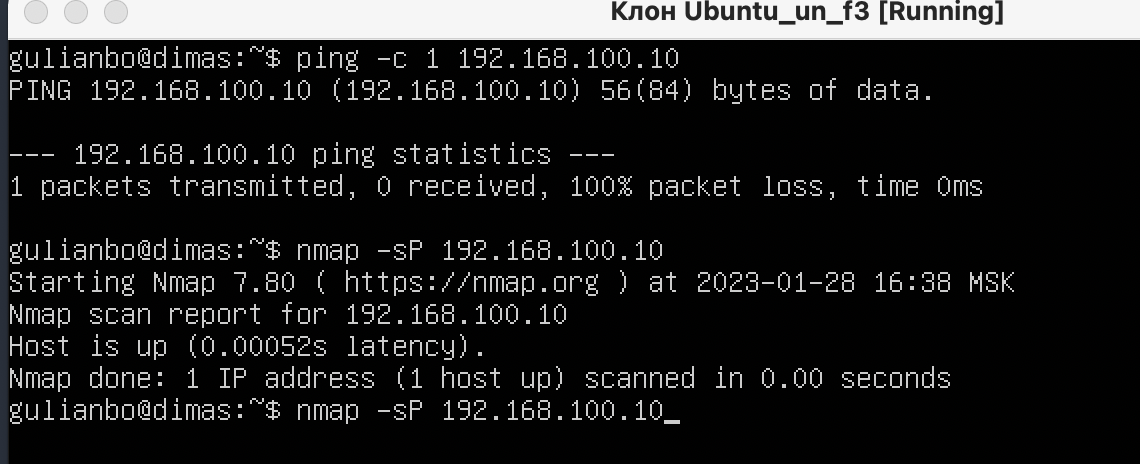 Клон Ubuntu_un_f3 [Running]
gulianbo@dimas:~$ ping -c 1 192.168.100.10
PING 192.168.100.10 (192.168.100.10) 56(84) bytes of data.
--- 192.168.100.10 ping statistics ---
1 packets transmitted, 0 received, 100% packet loss, time 0ms
gulianbo@dimas:~$ nmap -sP 192.168.100.10
Starting Nmap 7.80 ( https://nmap.org ) at 2023-01-28 16:38 MSK
Nmap scan report for 192.168.100.10
Host is up (0.00052s latency).
Nmap done: 1 IP address (1 host up) scanned in 0.00 seconds
gulianbo@dimas:~$ nmap -sP 192.168.100.10_